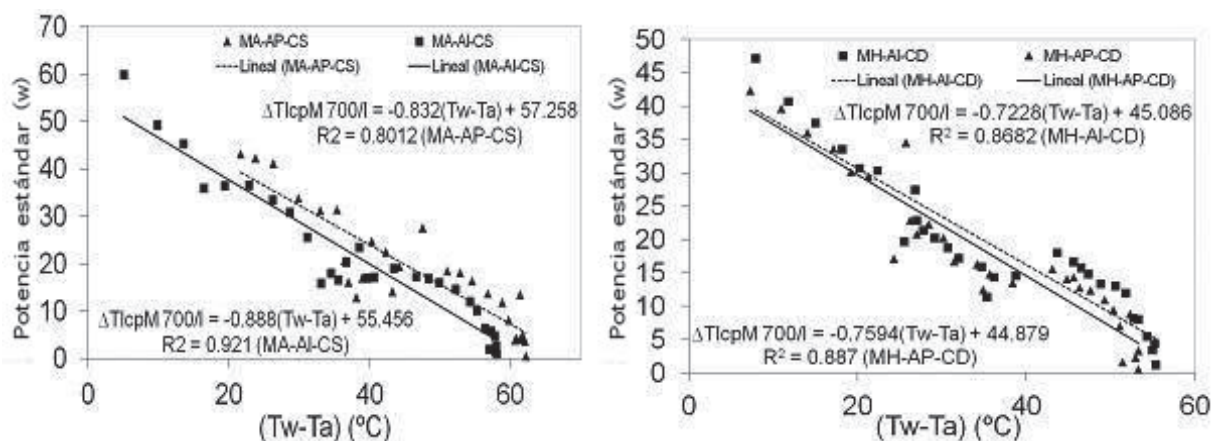 Potencia estándar (w)
70
60
50
40
30
20
10
0
MA-AP-CS
MA-AI-CS
Lineal (MA-AP-CS)
Lineal (MA-AI-CS)
ΔTlcpM 700/I = -0.832(Tw-Ta) + 57.258
R2 = 0.8012 (MA-AP-CS)
ΔTlcpM 700/I = -0.888(Tw-Ta) + 55.456
R2 = 0.921 (MA-AI-CS)
0 20 40 60
(Tw-Ta) (ºC)
Potencia estándar (w)
50
45
40
35
30
25
20
15
10
5
0
MH-AI-CD
MH-AP-CD
Lineal (MH-AI-CD)
Lineal (MH-AP-CD)
ΔTlcpM 700/I = -0.7228(Tw-Ta) + 45.086
R² = 0.8682 (MH-AI-CD)
ΔTlcpM 700/I = -0.7594(Tw-Ta) + 44.879
R² = 0.887 (MH-AP-CD)
0 20 40 60
(Tw-Ta) (ºC)